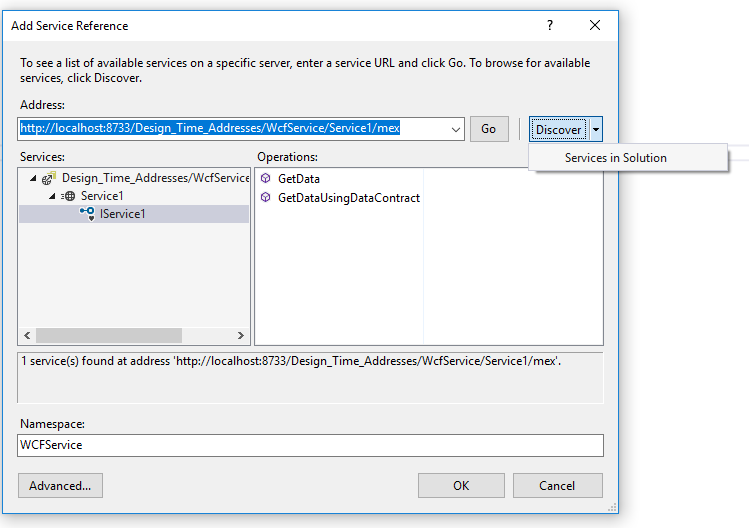 Add Service Reference
?
To see a list of available services on a specific server, enter a service URL and click Go. To browse for available
services, click Discover.
Address:
http://localhost:8733/Design_Time_Addresses/WcfService/Service1/mex
Go
Discover
Services in Solution
Services:
Operations:
Design_Time_Addresses/WcfService
Service1
IService1
GetData
GetDataUsingDataContract
1 service(s) found at address 'http://localhost:8733/Design_Time_Addresses/WcfService/Service1/mex'.
Namespace:
WCFService
Advanced...
OK
Cancel